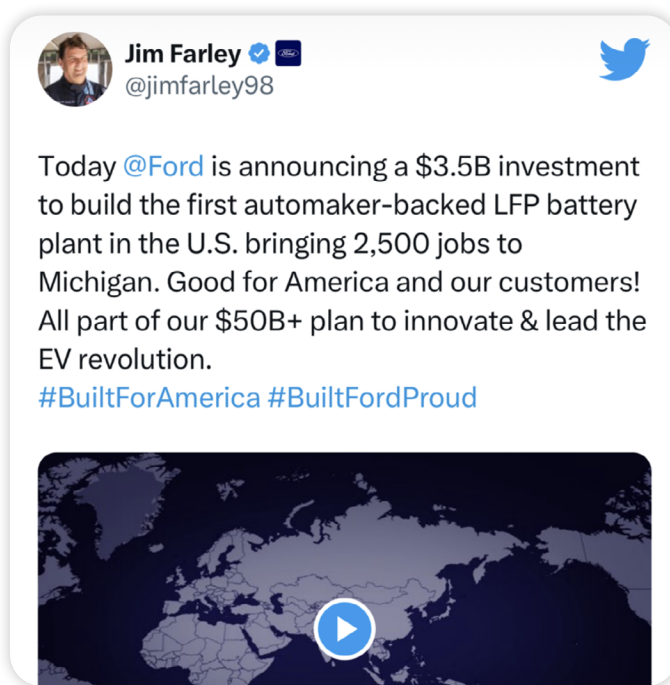 Jim Farley
@jimfarley98
Today @Ford is announcing a $3.5B investment
to build the first automaker-backed LFP battery
plant in the U.S. bringing 2,500 jobs to
Michigan. Good for America and our customers!
All part of our $50B+ plan to innovate & lead the
EV revolution.
#BuiltForAmerica #BuiltFordProud